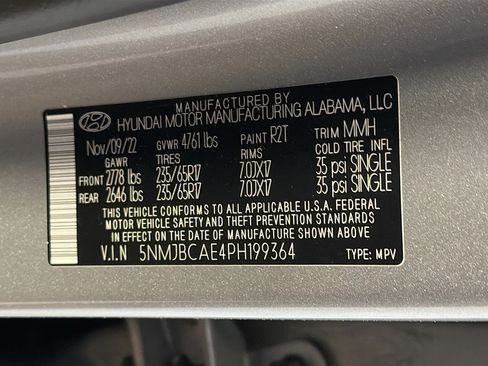 MANUFACTURED BY
HYUNDAI MOTOR MANUFACTURING ALABAMA, LLC
Nov/09/22 GVWR 4761 lbs PAINT R2T TRIM MMH
GAWR TIRES RIMS COLD TIRE INFL
FRONT 2778 lbs 235/65R17 7.0JX17 35 psi SINGLE
REAR 2646 lbs 235/65R17 7.0JX17 35 psi SINGLE
THIS VEHICLE CONFORMS TO ALL APPLICABLE U.S.A. FEDERAL
MOTOR VEHICLE SAFETY AND THEFT PREVENTION STANDARDS
IN EFFECT ON THE DATE OF MANUFACTURE SHOWN ABOVE
V.I.N 5NMJBCAE4PH199364 TYPE: MPV